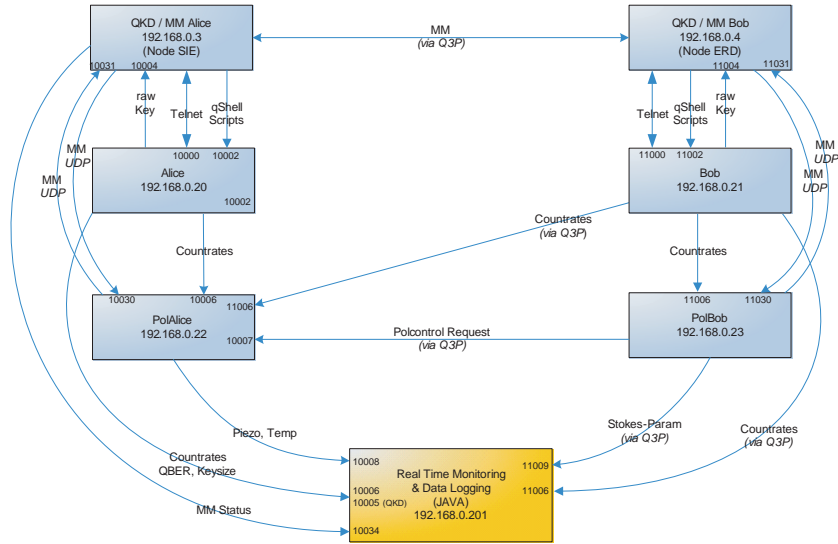 QKD / MM Alice
192.168.0.3
(Node SIE)
10031
10004
MM
(via Q3P)
QKD / MM Bob
192.168.0.4
(Node ERD)
11004
11031
raw
Key
Telnet
qShell
Scripts
Telnet
qShell
Scripts
raw
Key
MM
UDP
MM
UDP
MM
UDP
MM
UDP
10000
10002
Alice
192.168.0.20
10002
11000
11002
Bob
192.168.0.21
Countrates
Countrates
(via Q3P)
Countrates
10030
10006
11006
PolAlice
192.168.0.22
10007
Polcontrol Request
(via Q3P)
11006
11030
PolBob
192.168.0.23
Piezo, Temp
Stokes-Param
(via Q3P)
Countrates
(via Q3P)
Countrates
QBER, Keysize
MM Status
10008
11009
Real Time Monitoring
& Data Logging
(JAVA)
192.168.0.201
10006
10005 (QKD)
11006
10034